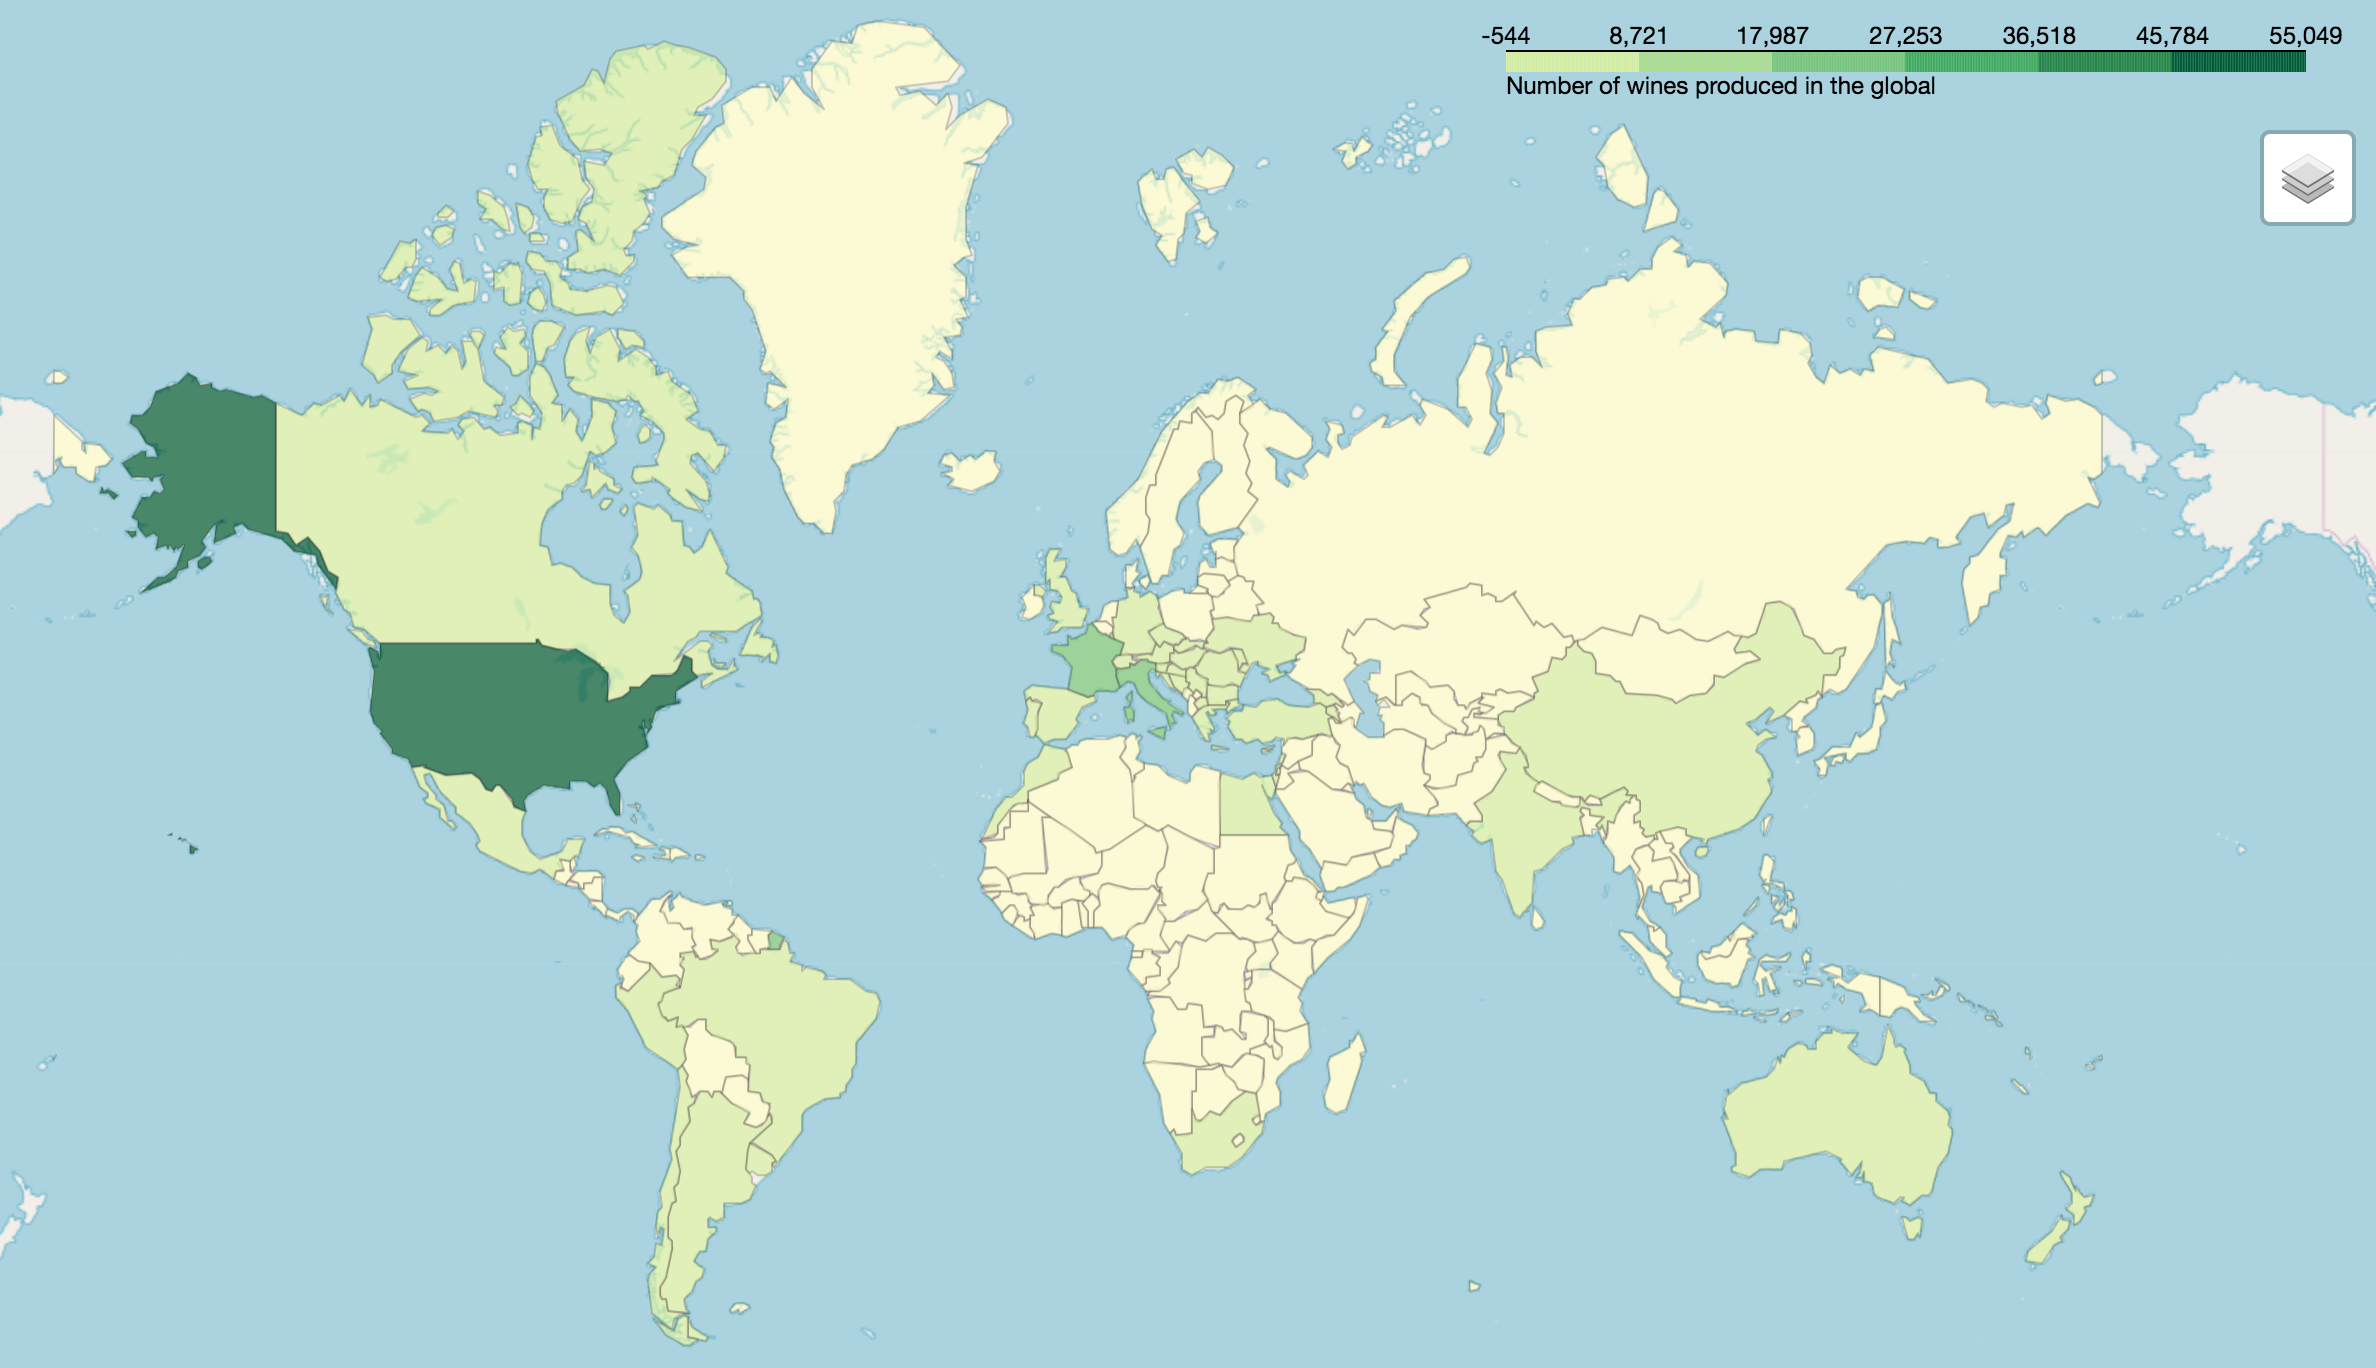 -544 8,721 17,987 27,253 36,518 45,784 55,049
Number of wines produced in the global